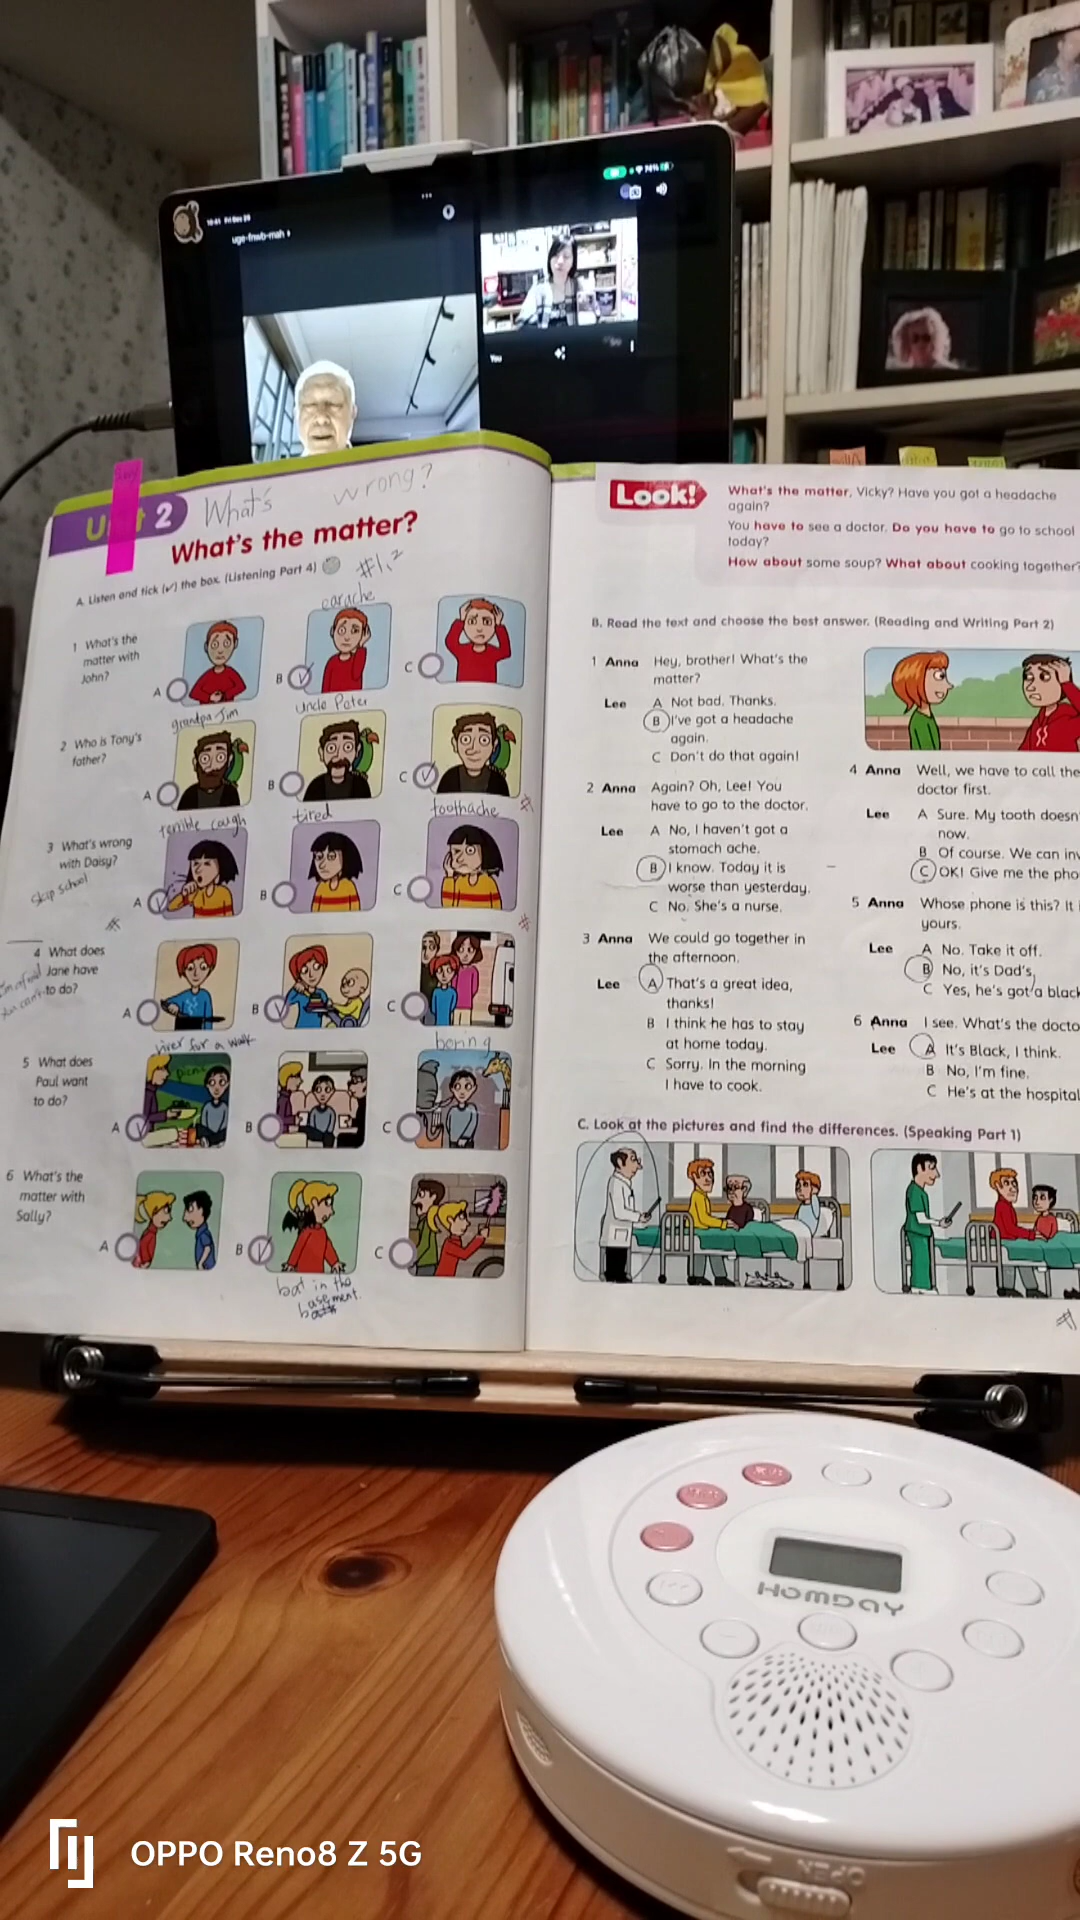 uge-fnwb-mah
You
Unit 2
What's wrong?
What's the matter?
A. Listen and tick (✓) the box. (Listening Part 4)
#1,2
earache
1 What's the
matter with
John?
A
B
C
grandpa Jim
uncle Peter
2 Who is Tony's
father?
A
B
C
terrible cough
tired
toothache
3 What's wrong
with Daisy?
skip school
A
B
C
4 What does
Jane have
to do?
I'm afraid
you can't
A
B
C
river for a walk
boring
5 What does
Paul want
to do?
picnic
ZOO
A
B
C
6 What's the
matter with
Sally?
A
B
C
bat in the
basement.
Look!
What's the matter, Vicky? Have you got a headache
again?
You have to see a doctor. Do you have to go to school
today?
How about some soup? What about cooking together?
B. Read the text and choose the best answer. (Reading and Writing Part 2)
1 Anna Hey, brother! What's the
matter?
Lee A Not bad. Thanks.
B I've got a headache
again.
C Don't do that again!
2 Anna Again? Oh, Lee! You
have to go to the doctor.
Lee A No, I haven't got a
stomach ache.
B I know. Today it is
worse than yesterday.
C No. She's a nurse.
3 Anna We could go together in
the afternoon.
Lee A That's a great idea,
thanks!
B I think he has to stay
at home today.
C Sorry. In the morning
I have to cook.
4 Anna Well, we have to call the
doctor first.
Lee A Sure. My tooth doesn
now.
B Of course. We can inv
C OK! Give me the pho
5 Anna Whose phone is this? It i
yours.
Lee A No. Take it off.
B No, it's Dad's.
C Yes, he's got a black
6 Anna I see. What's the docto
Lee A It's Black, I think.
B No, I'm fine.
C He's at the hospital
C. Look at the pictures and find the differences. (Speaking Part 1)
HOMDAY
OPEN
OPPO Reno8 Z 5G